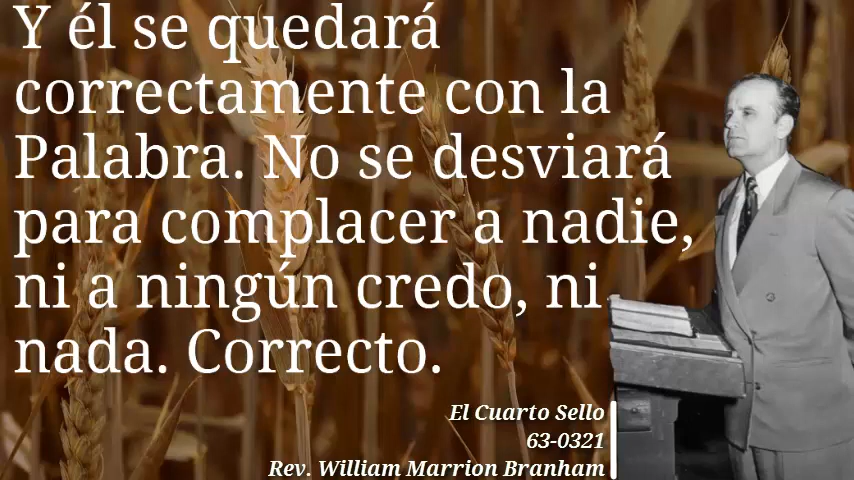 Y él se quedará
correctamente con la
Palabra. No se desviará
para complacer a nadie,
ni a ningún credo, ni
nada. Correcto.
El Cuarto Sello
63-0321
Rev. William Marrion Branham